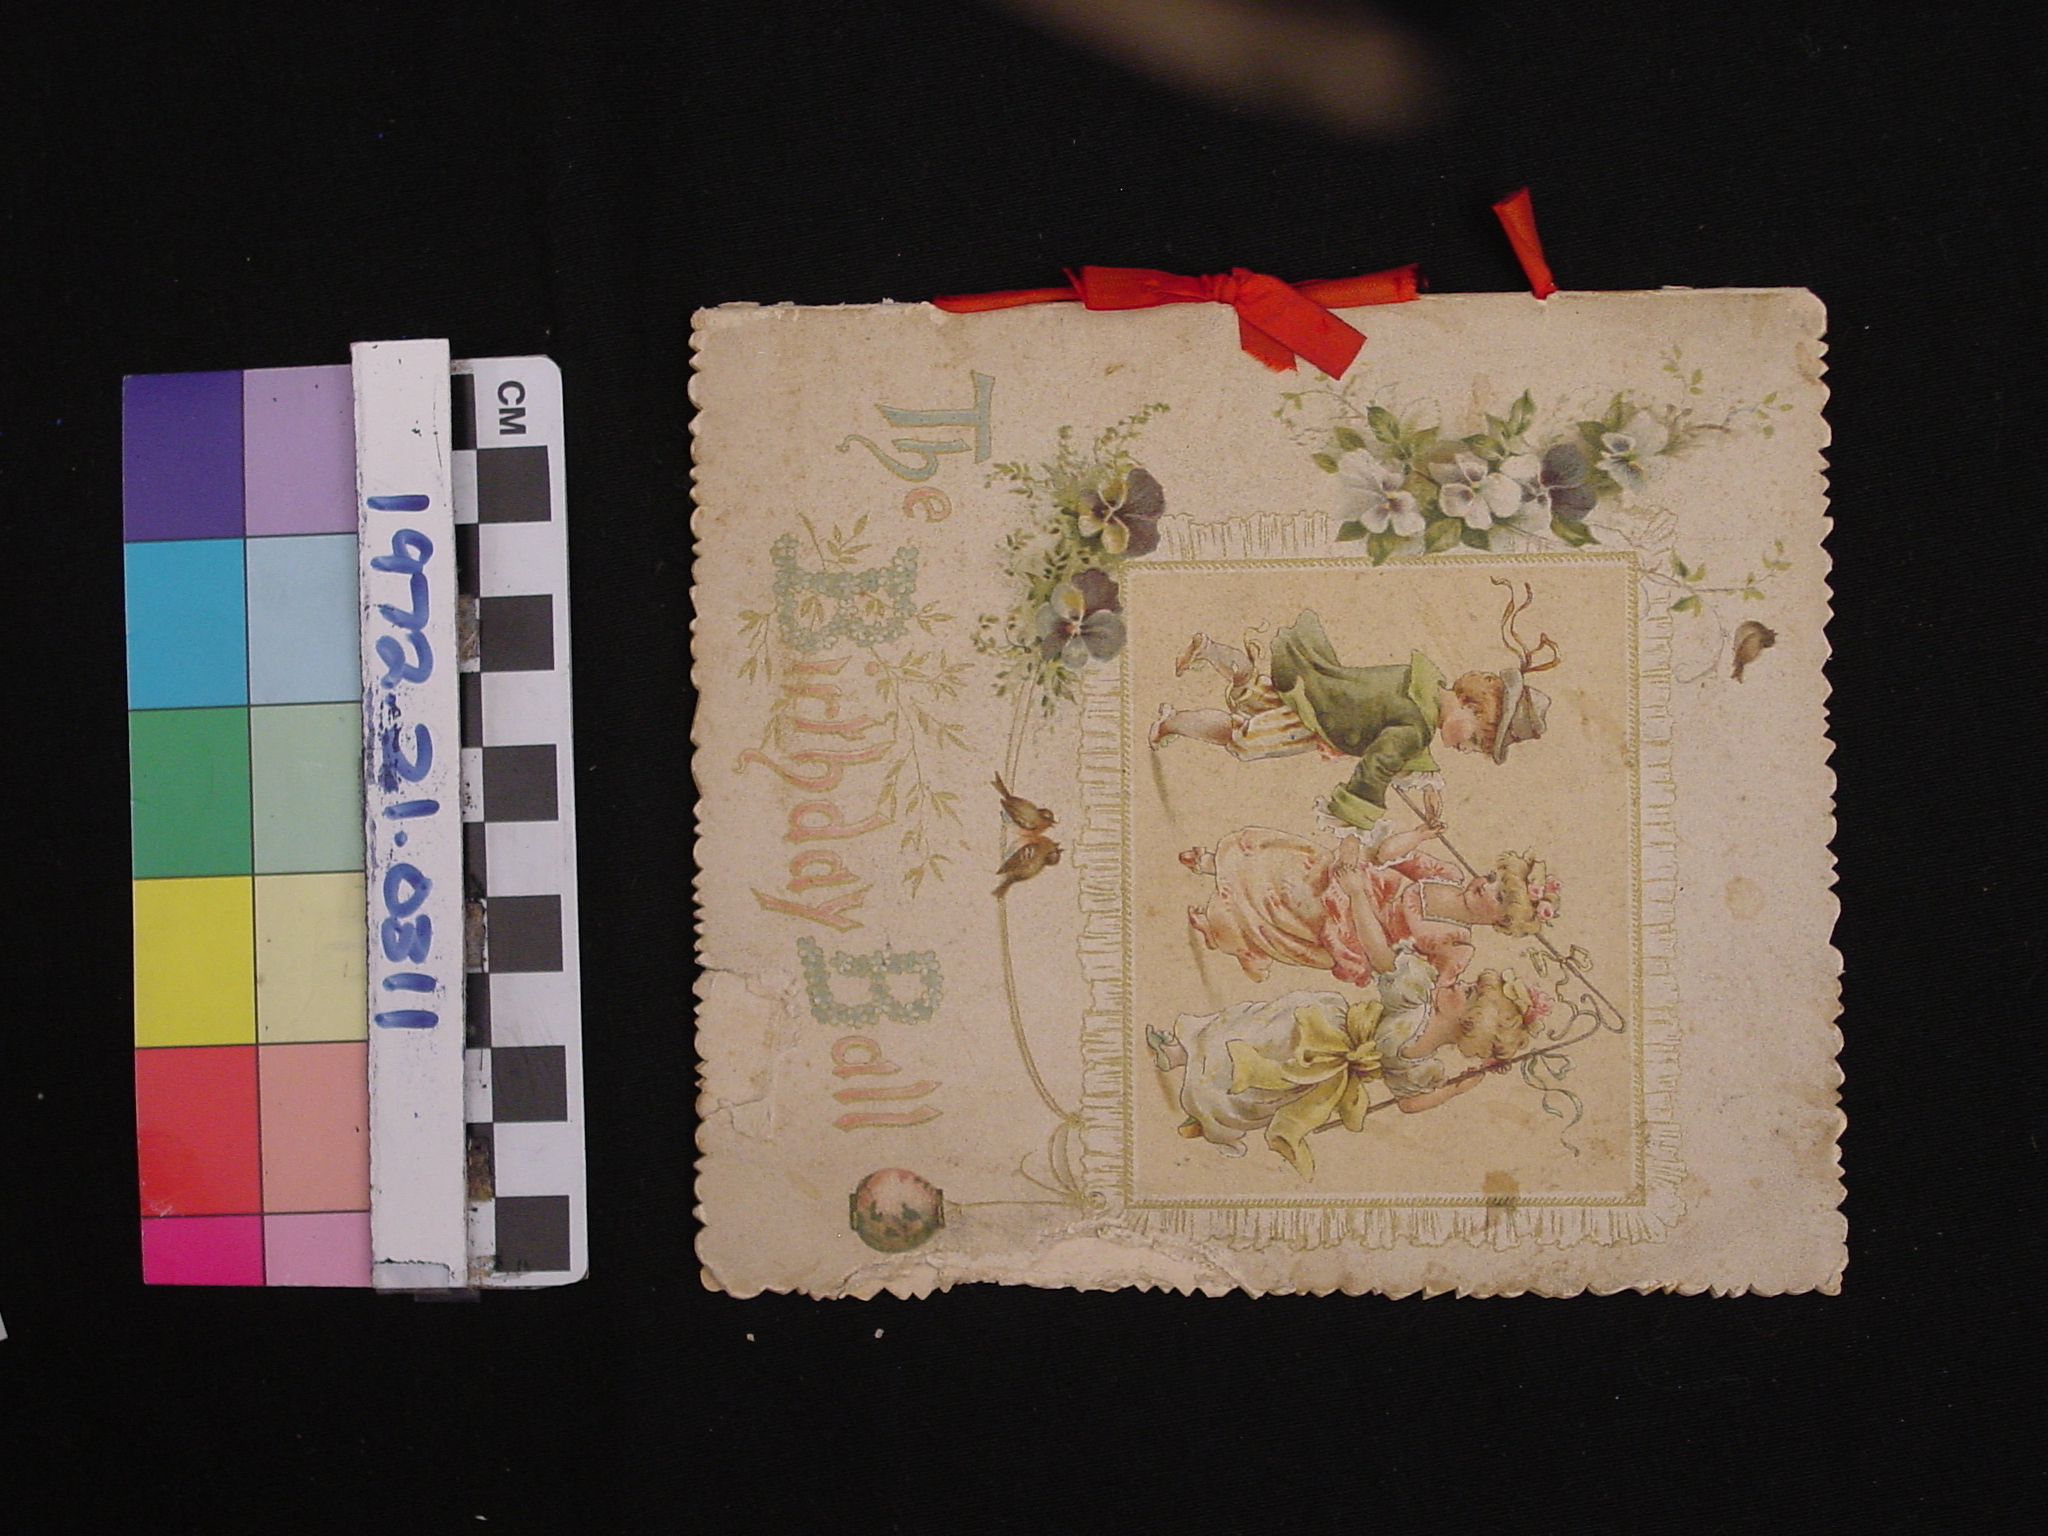 CM
1972.21.0811
The
Birthday Ball